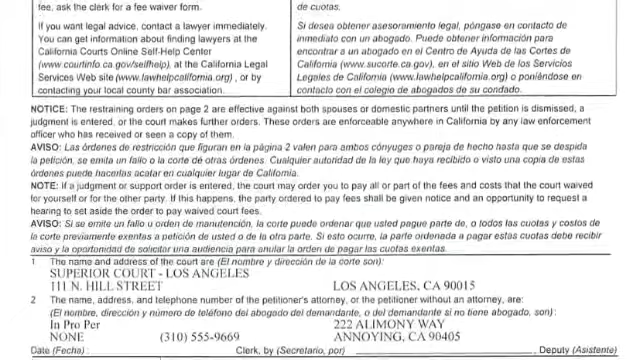 fee, ask the clerk for a fee waiver form.
If you want legal advice, contact a lawyer immediately.
You can get information about finding lawyers at the
California Courts Online Self-Help Center
(www.courtinfo.ca.gov/selfhelp), at the California Legal
Services Web site (www.lawhelpcalifornia.org), or by
contacting your local county bar association.
de cuotas.
Si desea obtener asesoramiento legal, póngase en contacto de
inmediato con un abogado. Puede obtener información para
encontrar a un abogado en el Centro de Ayuda de las Cortes de
California (www.sucorte.ca.gov), en el sitio Web de los Servicios
Legales de California (www.lawhelpcalifornia.org) o poniéndose en
contacto con el colegio de abogados de su condado.
NOTICE: The restraining orders on page 2 are effective against both spouses or domestic partners until the petition is dismissed, a
judgment is entered, or the court makes further orders. These orders are enforceable anywhere in California by any law enforcement
officer who has received or seen a copy of them.
AVISO: Las órdenes de restricción que figuran en la página 2 valen para ambos cónyuges o pareja de hecho hasta que se despida
la petición, se emita un fallo o la corte dé otras órdenes. Cualquier autoridad de la ley que haya recibido o visto una copia de estas
órdenes puede hacerlas acatar en cualquier lugar de California.
NOTE: If a judgment or support order is entered, the court may order you to pay all or part of the fees and costs that the court waived
for yourself or for the other party. If this happens, the party ordered to pay fees shall be given notice and an opportunity to request a
hearing to set aside the order to pay waived court fees.
AVISO: Si se emite un fallo u orden de manutención, la corte puede ordenar que usted pague parte de, o todos las cuotas y costos de
la corte previamente exentas a petición de usted o de la otra parte. Si esto ocurre, la parte ordenada a pagar estas cuotas debe recibir
aviso y la oportunidad de solicitar una audiencia para anular la orden de pagar las cuotas exentas.
1 The name and address of the court are (El nombre y dirección de la corte son):
SUPERIOR COURT - LOS ANGELES
111 N. HILL STREET LOS ANGELES, CA 90015
2 The name, address, and telephone number of the petitioner's attorney, or the petitioner without an attorney, are:
(El nombre, dirección y número de teléfono del abogado del demandante, o del demandante si no tiene abogado, son):
In Pro Per 222 ALIMONY WAY
NONE (310) 555-9669 ANNOYING, CA 90405
Date (Fecha): Clerk, by (Secretario, por) , Deputy (Asistente)